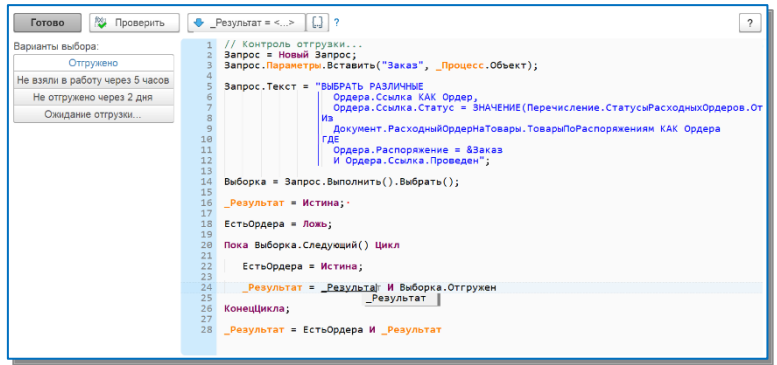 Готово
Проверить
_Результат = <...>
[..]
?
?
Варианты выбора:
Отгружено
Не взяли в работу через 5 часов
Не отгружено через 2 дня
Ожидание отгрузки...
1 // Контроль отгрузки...
2 Запрос = Новый Запрос;
3 Запрос.Параметры.Вставить("Заказ", _Процесс.Объект);
4
5 Запрос.Текст = "ВЫБРАТЬ РАЗЛИЧНЫЕ
6 | Ордера.Ссылка КАК Ордер,
7 | Ордера.Ссылка.Статус = ЗНАЧЕНИЕ(Перечисление.СтатусыРасходныхОрдеров.От
8 |Из
9 | Документ.РасходныйОрдерНаТовары.ТоварыПоРаспоряжениям КАК Ордера
10 |ГДЕ
11 | Ордера.Распоряжение = &Заказ
12 | И Ордера.Ссылка.Проведен";
13
14 Выборка = Запрос.Выполнить().Выбрать();
15
16 _Результат = Истина;
17
18 ЕстьОрдера = Ложь;
19
20 Пока Выборка.Следующий() Цикл
21
22 ЕстьОрдера = Истина;
23
24 _Результат = _Результат И Выборка.Отгружен
_Результат
25
26 КонецЦикла;
27
28 _Результат = ЕстьОрдера И _Результат